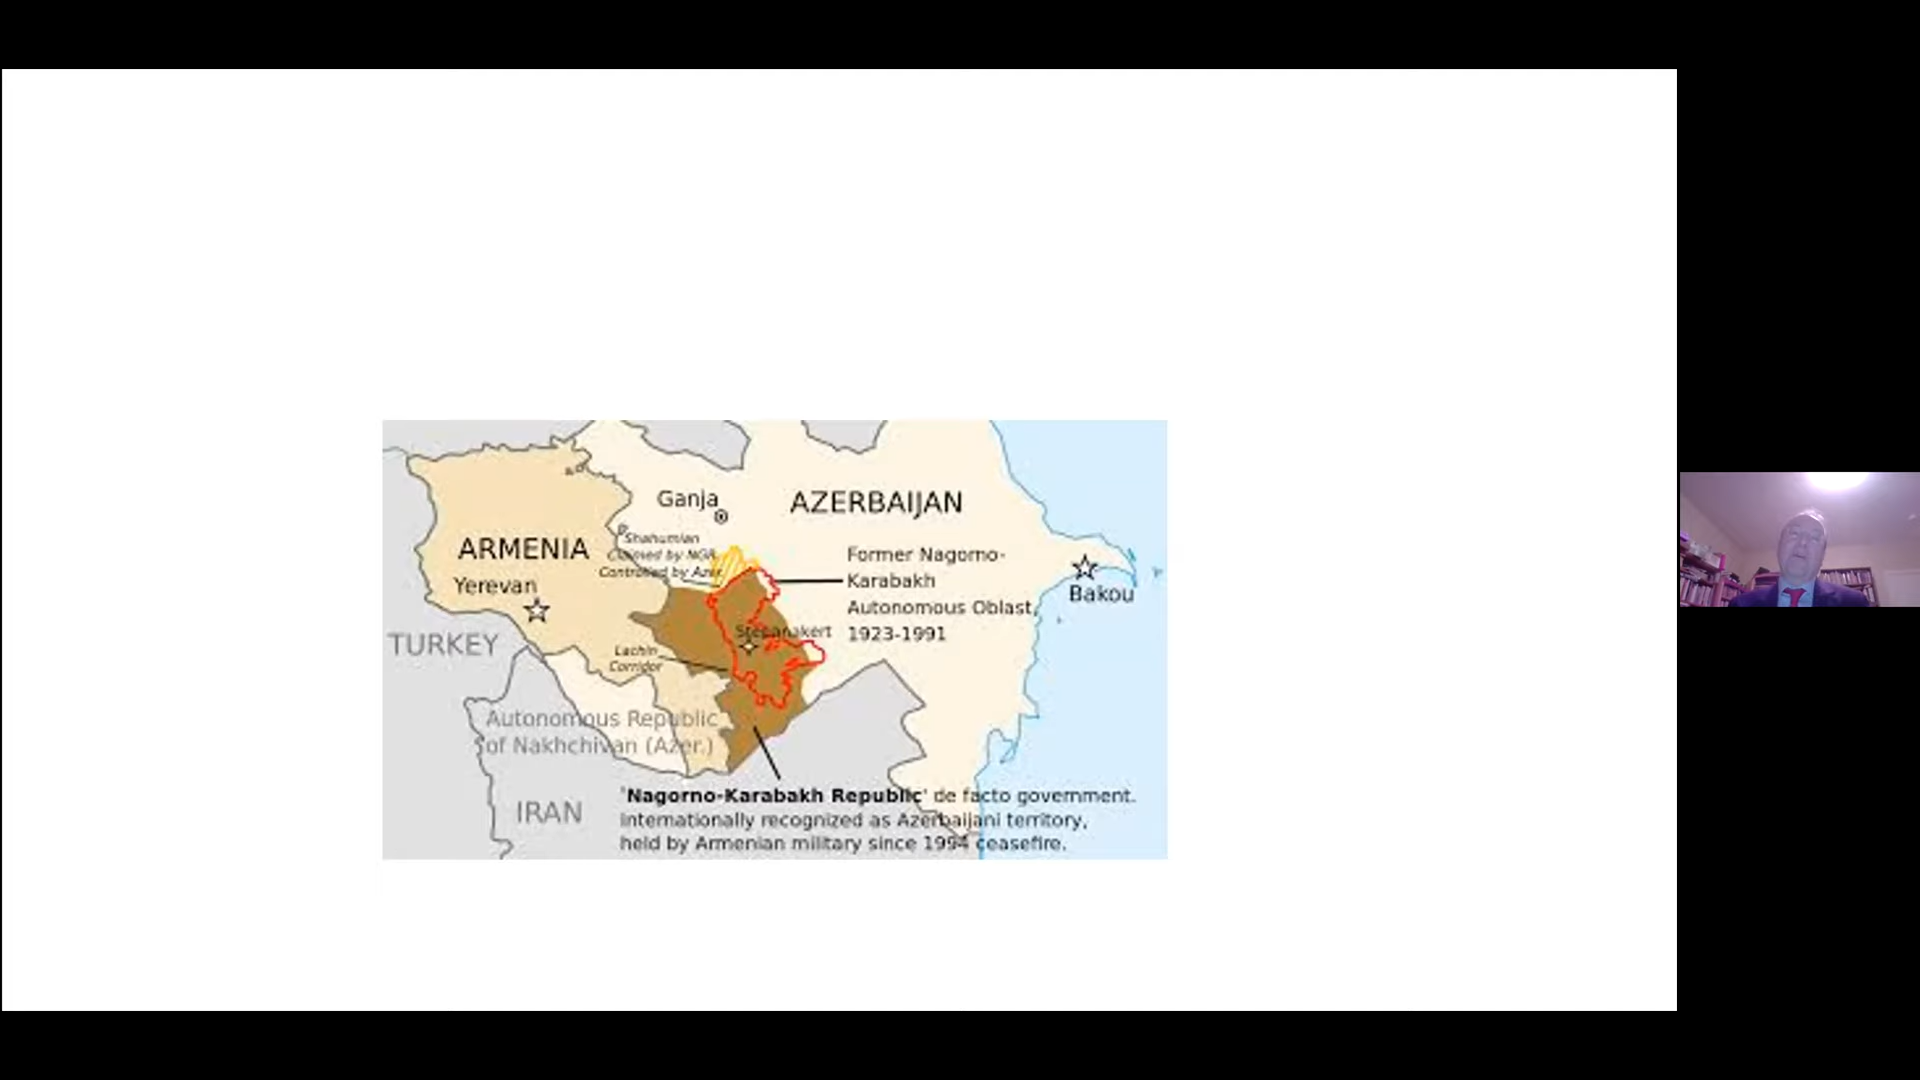 Ganja
AZERBAIJAN
ARMENIA
Shahumian
Claimed by NGR
Controlled by Azer.
Former Nagorno-
Karabakh
Autonomous Oblast,
1923-1991
Yerevan
Bakou
TURKEY
Stepanakert
Lachin
Corridor
Autonomous Republic
of Nakhchivan (Azer.)
IRAN
'Nagorno-Karabakh Republic' de facto government.
Internationally recognized as Azerbaijani territory,
held by Armenian military since 1994 ceasefire.